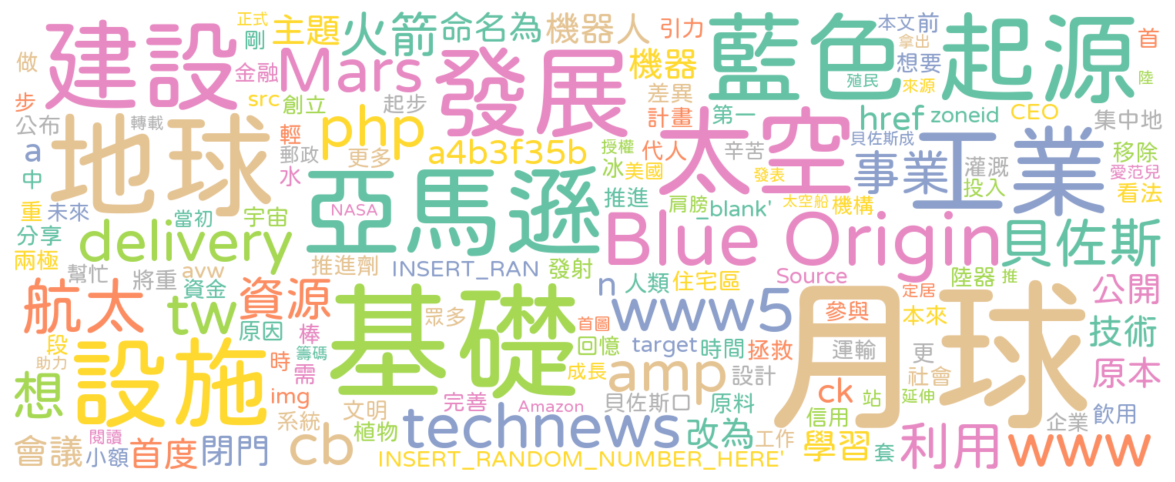 正式
剛
主題
火箭
命名為
機器人
引力
本文
前
拿出
藍色起源
首
建設
做
金融
Mars
發展
機器
想要
殖民
來源
陸
步
src
創立
起步
差異
計畫
第一
href
zoneid
CEO
集中地
公布
轉載
輕
php
a4b3f35b
授權
代人
辛苦
太空
貝佐斯成
事業
工業
移除
a
中
地球
郵政
更多
水
冰
美國
發表
灌溉
投入
愛范兒
看法
重
未來
當初
宇宙
NASA
亞馬遜
推進
肩膀
_blank'
太空船
機構
分享
delivery
Blue Origin
貝佐斯
兩極
幫忙
將重
avw
推進劑
INSERT_RAN
發射
n
人類
住宅區
Source
陸器
推
公開
航太
tw
資金
資源
原因
眾多
基礎
首圖
www5
參與
定居
本來
技術
段
助力
設施
棒
籌碼
時
需
回憶
target
時間
拯救
運輸
更
月球
原本
想
img
成長
amp
設計
社會
ck
站
延伸
系統
文明
植物
完善
Amazon
貝佐斯口
原料
信用
企業
飲用
會議
閱讀
小額
首度
閉門
cb
technews
改為
工作
學習
套
利用
www
INSERT_RANDOM_NUMBER_HERE'